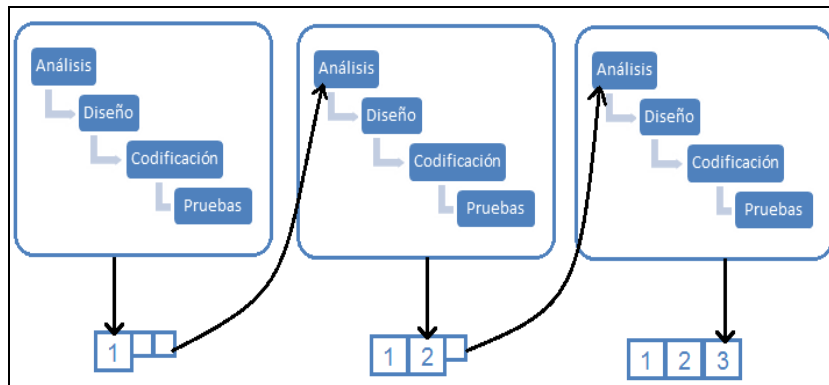 Análisis
Diseño
Codificación
Pruebas
Análisis
Diseño
Codificación
Pruebas
Análisis
Diseño
Codificación
Pruebas
1
1 2
1 2 3